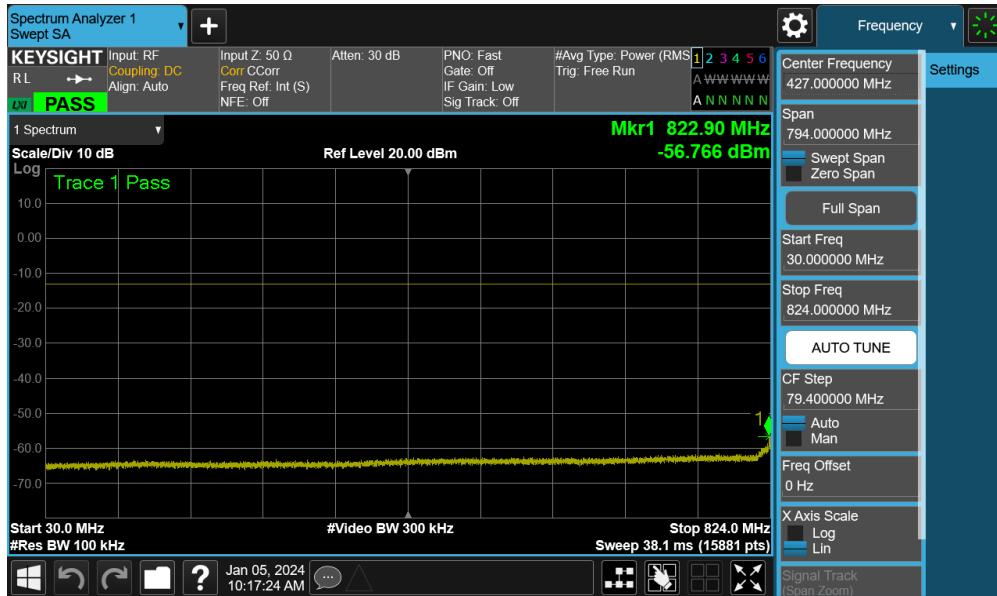 Spectrum Analyzer 1
Swept SA
+
Frequency
KEYSIGHT
RL
LXI PASS
Input: RF
Coupling: DC
Align: Auto
Input Z: 50 Ω
Corr CCorr
Freq Ref: Int (S)
NFE: Off
Atten: 30 dB
PNO: Fast
Gate: Off
IF Gain: Low
Sig Track: Off
#Avg Type: Power (RMS
Trig: Free Run
1 2 3 4 5 6
A W W W W W
A N N N N N
1 Spectrum
Mkr1 822.90 MHz
-56.766 dBm
Scale/Div 10 dB
Ref Level 20.00 dBm
Log
Trace 1 Pass
10.0
0.00
-10.0
-20.0
-30.0
-40.0
-50.0
-60.0
-70.0
1
Start 30.0 MHz
#Video BW 300 kHz
Stop 824.0 MHz
#Res BW 100 kHz
Sweep 38.1 ms (15881 pts)
Center Frequency
427.000000 MHz
Span
794.000000 MHz
Swept Span
Zero Span
Full Span
Start Freq
30.000000 MHz
Stop Freq
824.000000 MHz
AUTO TUNE
CF Step
79.400000 MHz
Auto
Man
Freq Offset
0 Hz
X Axis Scale
Log
Lin
Signal Track
(Span Zoom)
Settings
?
Jan 05, 2024
10:17:24 AM